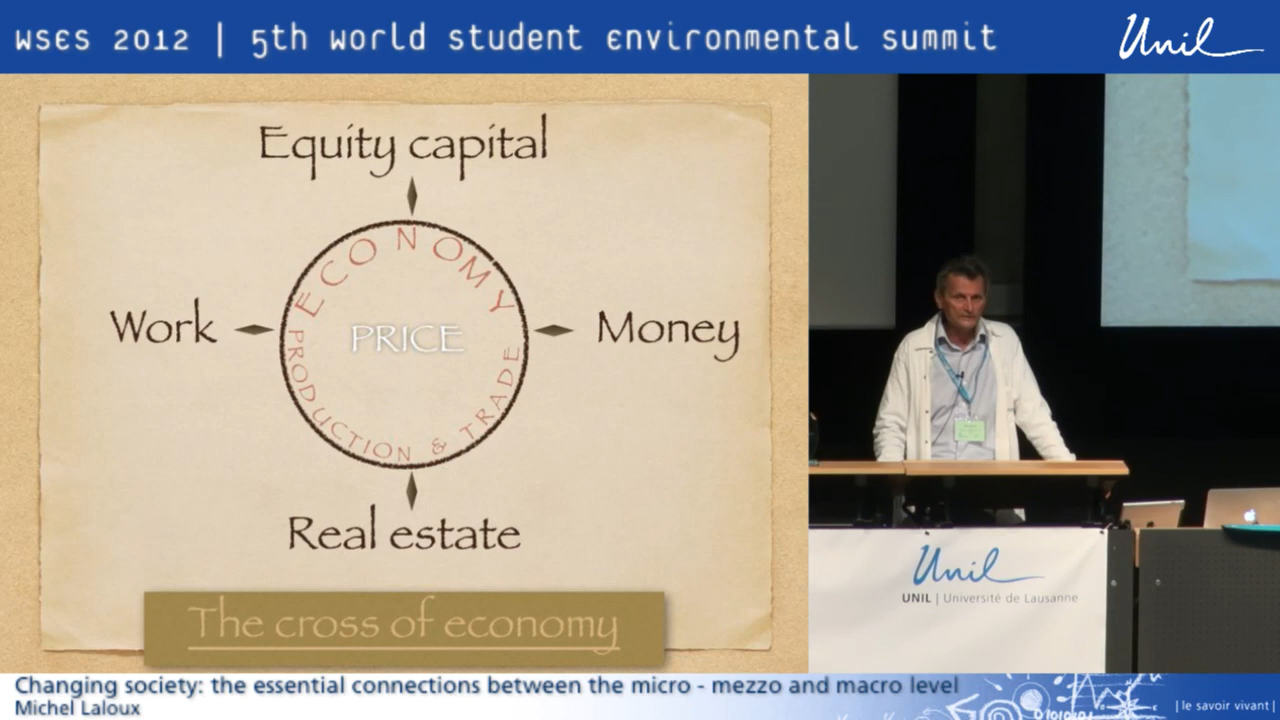 WSES 2012 | 5th world student environmental summit
Unil
Equity capital
ECONOMY
Work
PRICE
Money
PRODUCTION & TRADE
Real estate
The cross of economy
Unil
UNIL | Université de Lausanne
Changing society: the essential connections between the micro - mezzo and macro level
Michel Laloux
| le savoir vivant |